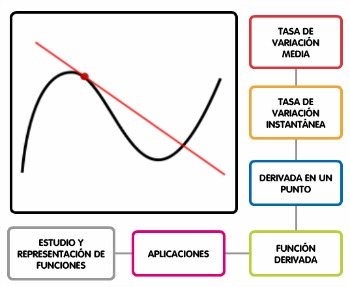 TASA DE
VARIACIÓN
MEDIA
TASA DE
VARIACIÓN
INSTANTÁNEA
DERIVADA EN UN
PUNTO
FUNCIÓN
DERIVADA
APLICACIONES
ESTUDIO Y
REPRESENTACIÓN DE
FUNCIONES